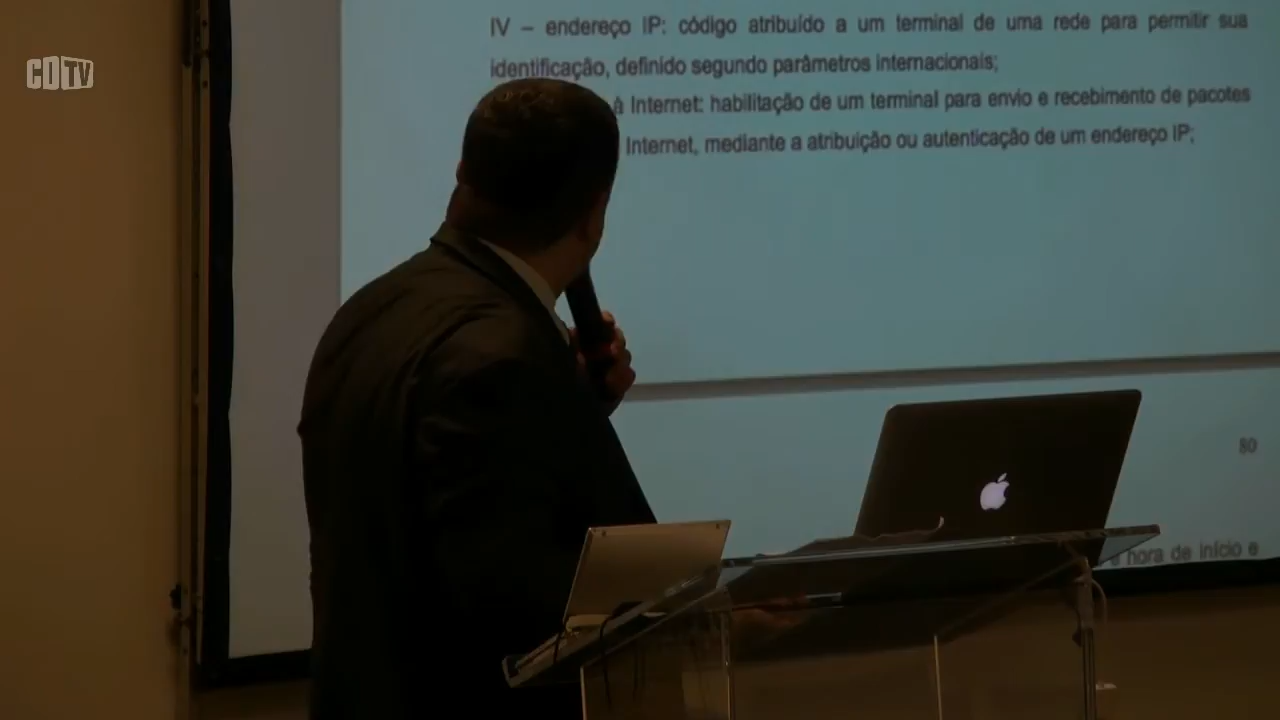 CDTV
IV – endereço IP: código atribuído a um terminal de uma rede para permitir sua
identificação, definido segundo parâmetros internacionais;
à Internet: habilitação de um terminal para envio e recebimento de pacotes
Internet, mediante a atribuição ou autenticação de um endereço IP;
80
hora de início e